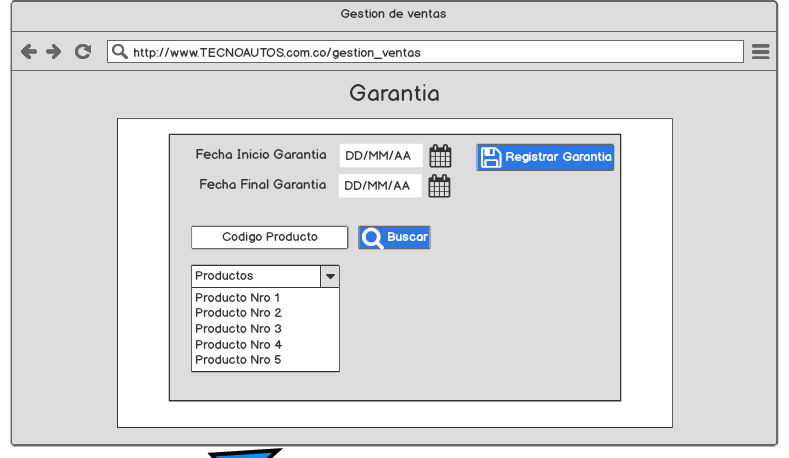 Gestion de ventas
http://www.TECNOAUTOS.com.co/gestion_ventas
Garantia
Fecha Inicio Garantia DD/MM/AA Registrar Garantia
Fecha Final Garantia DD/MM/AA
Codigo Producto Buscar
Productos
Producto Nro 1
Producto Nro 2
Producto Nro 3
Producto Nro 4
Producto Nro 5